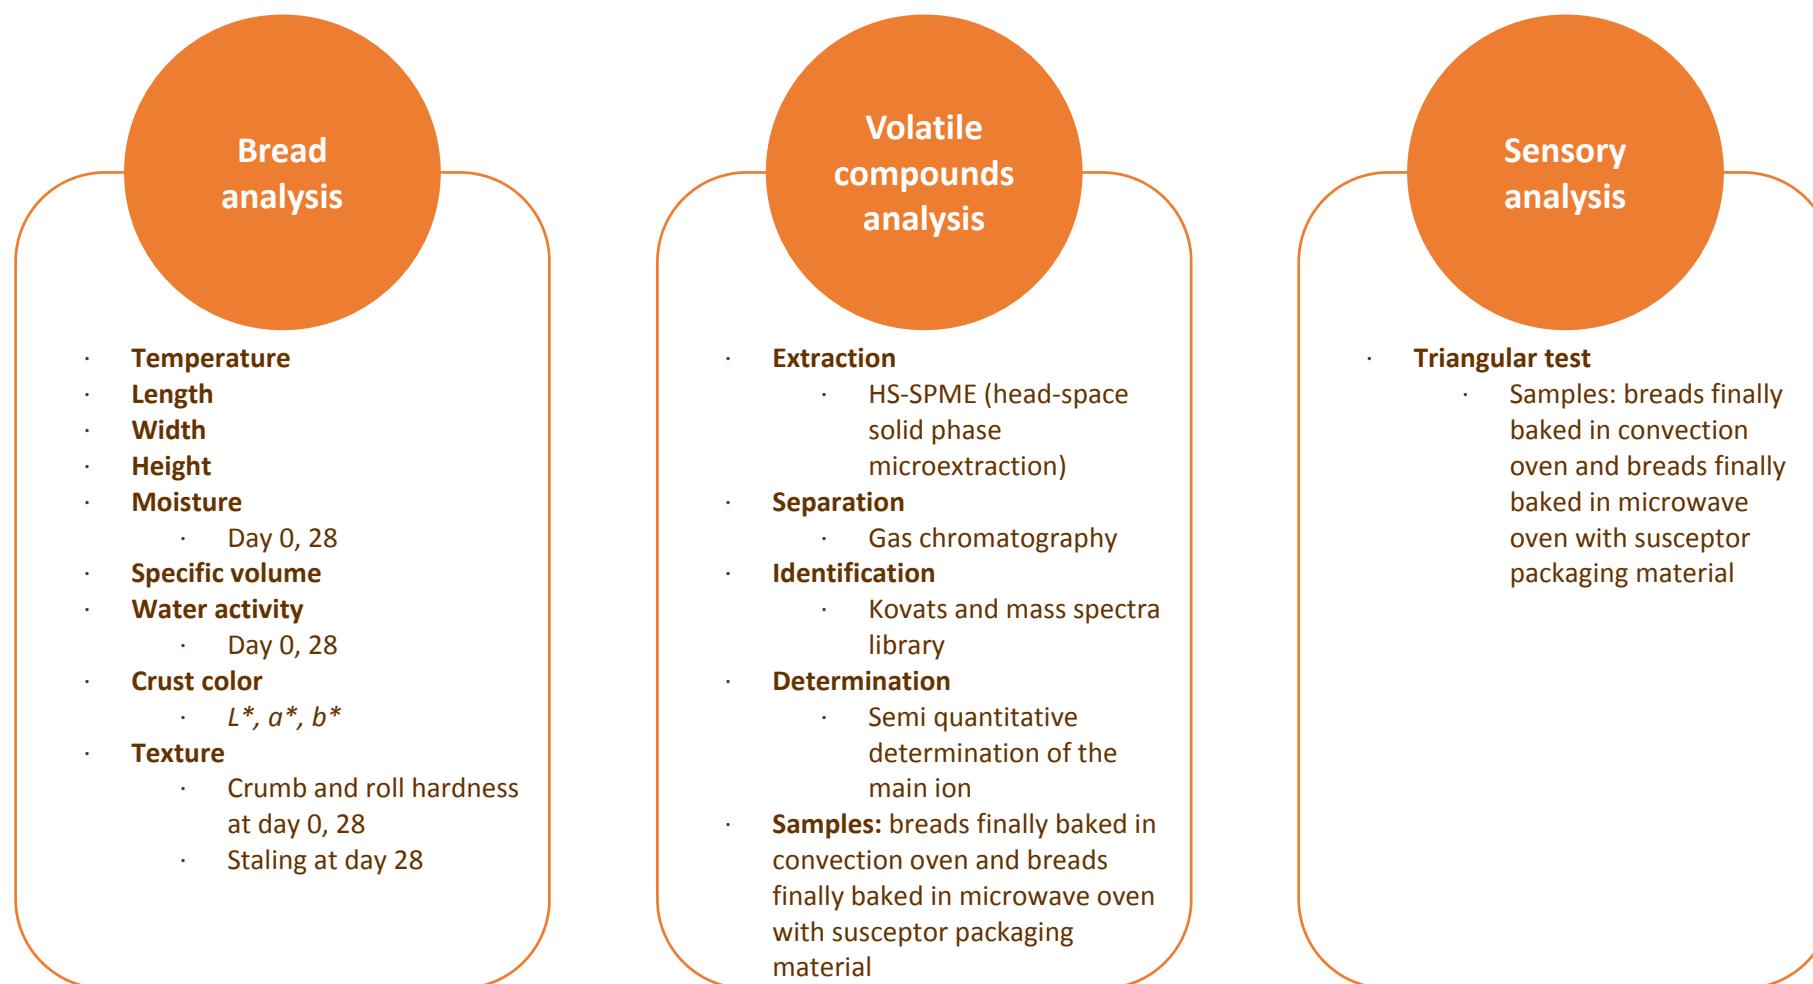 Bread
analysis
· Temperature
· Length
· Width
· Height
· Moisture
· Day 0, 28
· Specific volume
· Water activity
· Day 0, 28
· Crust color
· L*, a*, b*
· Texture
· Crumb and roll hardness
at day 0, 28
· Staling at day 28
Volatile
compounds
analysis
· Extraction
· HS-SPME (head-space
solid phase
microextraction)
· Separation
· Gas chromatography
· Identification
· Kovats and mass spectra
library
· Determination
· Semi quantitative
determination of the
main ion
· Samples: breads finally baked in
convection oven and breads
finally baked in microwave oven
with susceptor packaging
material
Sensory
analysis
· Triangular test
· Samples: breads finally
baked in convection
oven and breads finally
baked in microwave
oven with susceptor
packaging material